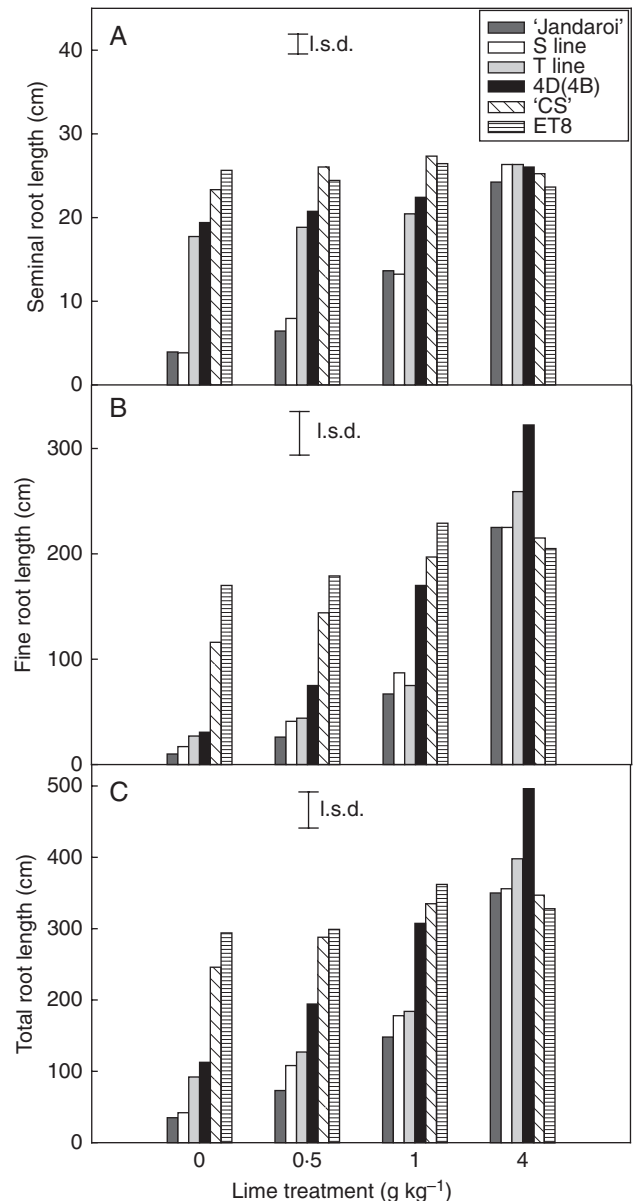 A
l.s.d.
'Jandaroi'
S line
T line
4D(4B)
'CS'
ET8
Seminal root length (cm)
40
30
20
10
0
B
l.s.d.
Fine root length (cm)
300
200
100
0
C
l.s.d.
Total root length (cm)
500
400
300
200
100
0
0 0·5 1 4
Lime treatment (g kg⁻¹)